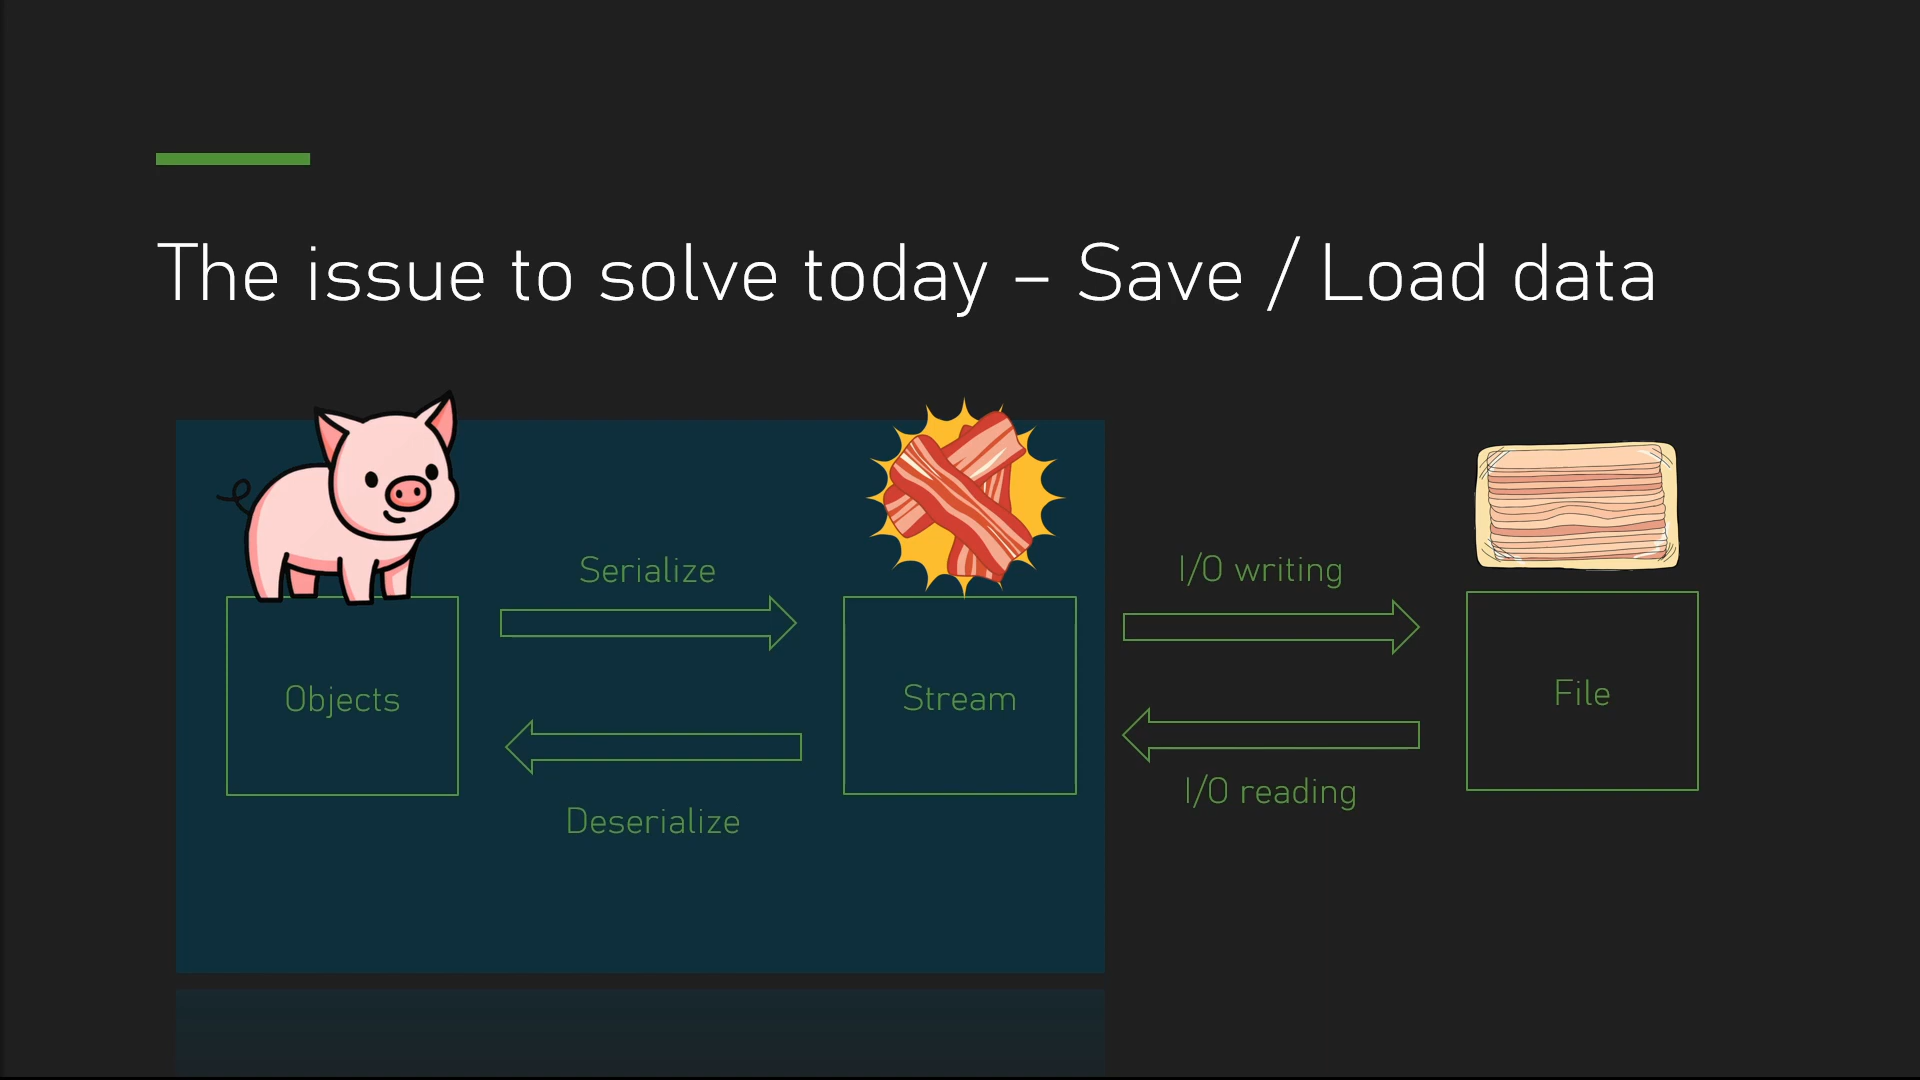 The issue to solve today – Save / Load data
Serialize
I/O writing
Objects
Stream
File
Deserialize
I/O reading